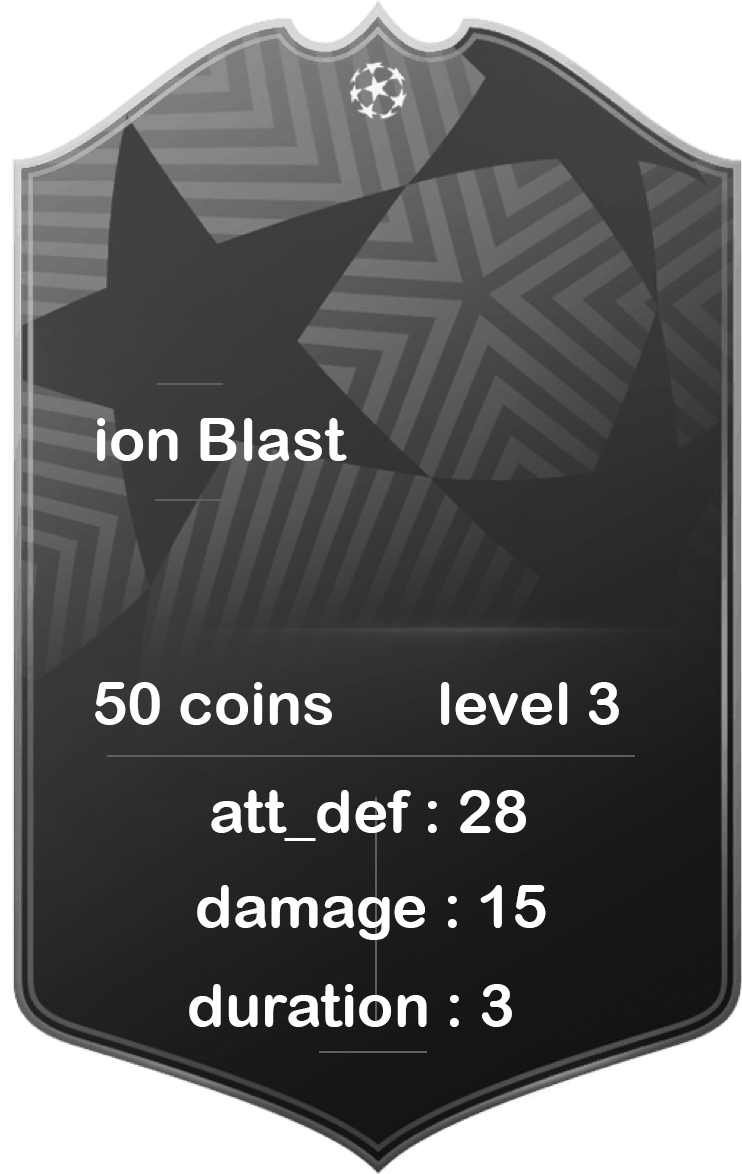 ion Blast
50 coins level 3
att_def : 28
damage : 15
duration : 3